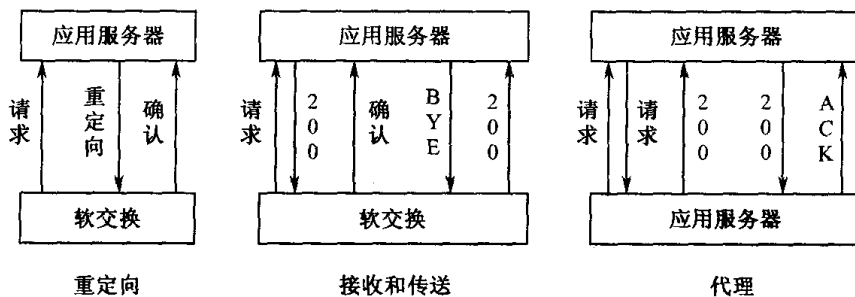 应用服务器
应用服务器
应用服务器
请求
重定向
确认
请求
200
确认
BYE
200
请求
请求
200
200
ACK
软交换
软交换
应用服务器
重定向
接收和传送
代理